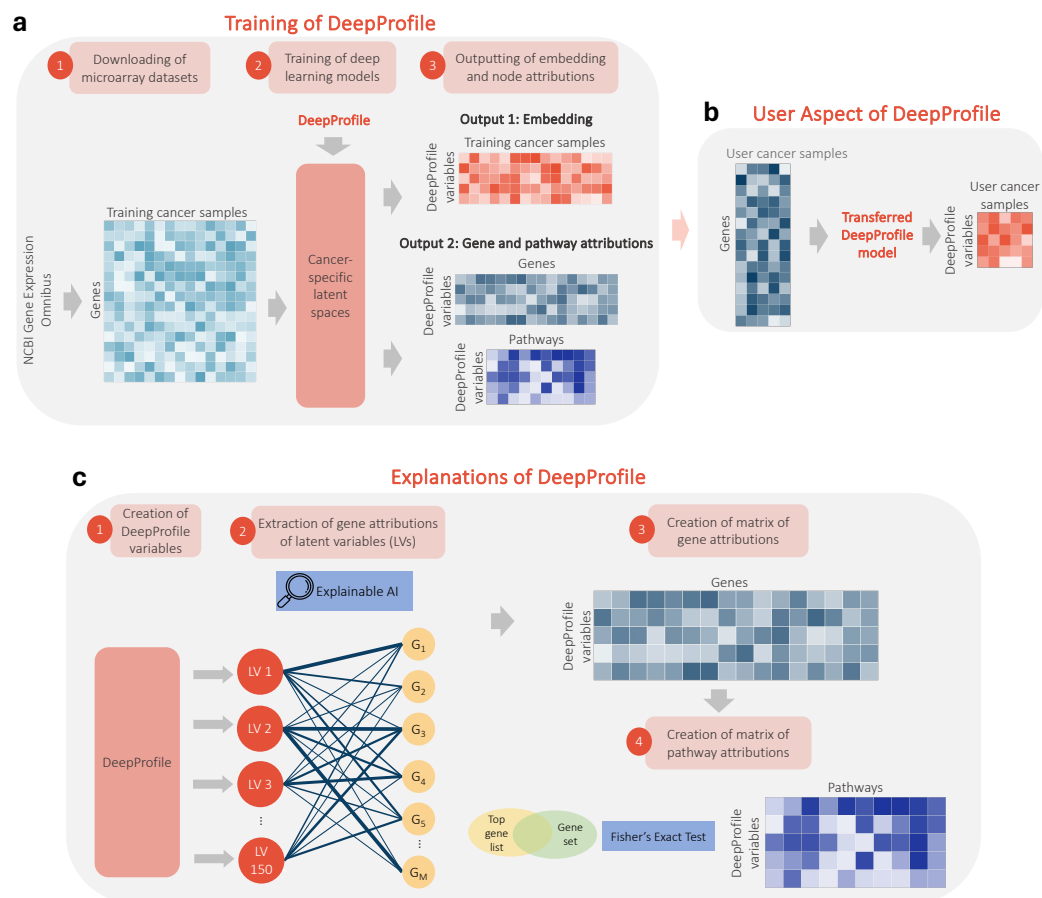 a
Training of DeepProfile
1
Downloading of
microarray datasets
2
Training of deep
learning models
3
Outputting of embedding
and node attributions
DeepProfile
NCBI Gene Expression
Omnibus
Training cancer samples
Genes
Cancer-
specific
latent
spaces
Output 1: Embedding
Training cancer samples
DeepProfile
variables
Output 2: Gene and pathway attributions
Genes
DeepProfile
variables
Pathways
DeepProfile
variables
b
User Aspect of DeepProfile
User cancer samples
Genes
Transferred
DeepProfile
model
User cancer
samples
DeepProfile
variables
c
Explanations of DeepProfile
1
Creation of
DeepProfile
variables
2
Extraction of gene attributions
of latent variables (LVs)
Explainable AI
DeepProfile
LV 1
LV 2
LV 3
⋮
LV
150
G₁
G₂
G₃
G₄
G₅
⋮
G_M
3
Creation of matrix of
gene attributions
Genes
DeepProfile
variables
4
Creation of matrix of
pathway attributions
Top
gene
list
Gene
set
Fisher's Exact Test
Pathways
DeepProfile
variables